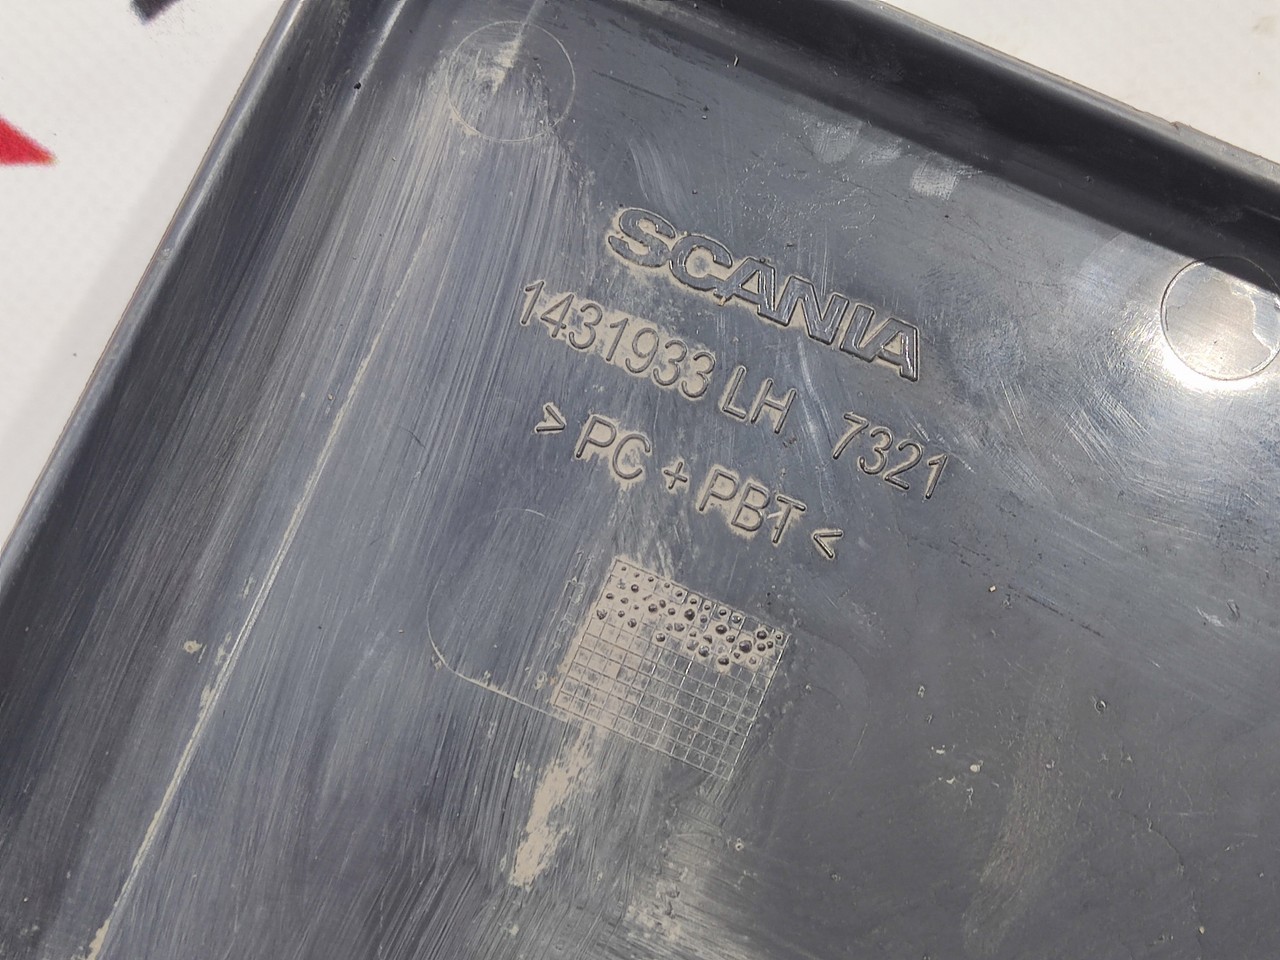 SCANIA
1431933 LH 7321
> PC + PBT <